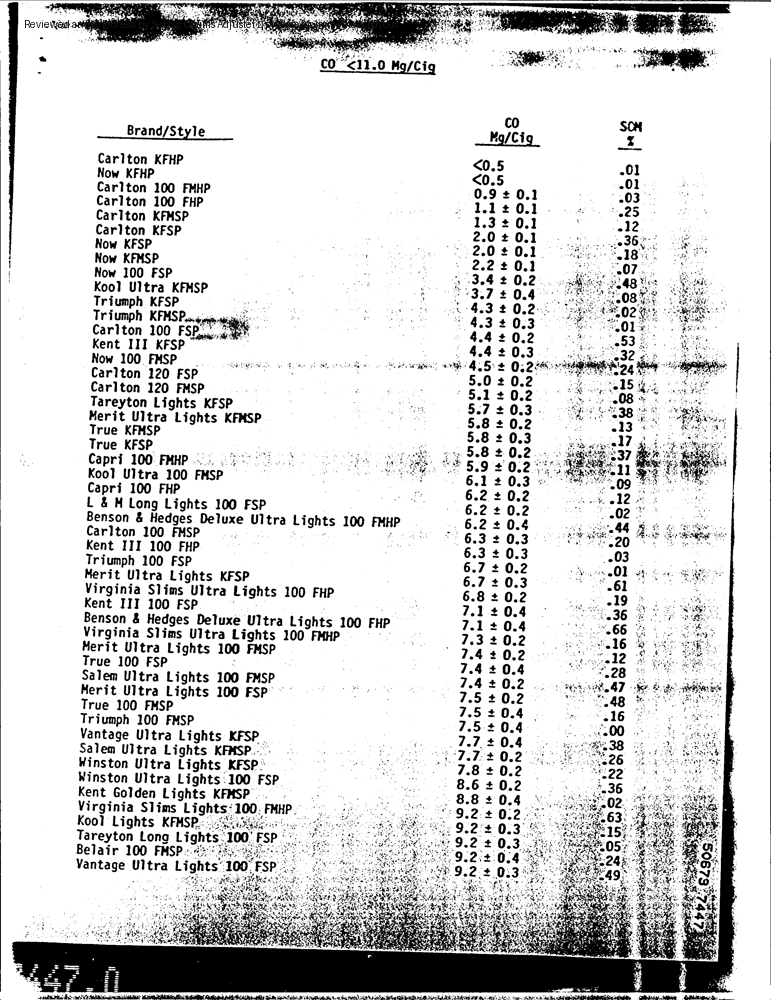 Reviewed
CO <11.0 Mg/Cig
Brand/Style CO Mg/Cig SCM %
Carlton KFHP <0.5 .01
Now KFHP <0.5 .01
Carlton 100 FMHP 0.9 ± 0.1 .03
Carlton 100 FHP 1.1 ± 0.1 .25
Carlton KFMSP 1.3 ± 0.1 .12
Carlton KFSP 2.0 ± 0.1 .36
Now KFSP 2.0 ± 0.1 .18
Now KFMSP 2.2 ± 0.1 .07
Now 100 FSP 3.4 ± 0.2 .48
Kool Ultra KFMSP 3.7 ± 0.4 .08
Triumph KFSP 4.3 ± 0.2 .02
Triumph KFMSP 4.3 ± 0.3 .01
Carlton 100 FSP 4.4 ± 0.2 .53
Kent III KFSP 4.4 ± 0.3 .32
Now 100 FMSP 4.5 ± 0.2 .24
Carlton 120 FSP 5.0 ± 0.2 .15
Carlton 120 FMSP 5.1 ± 0.2 .08
Tareyton Lights KFSP 5.7 ± 0.3 .38
Merit Ultra Lights KFMSP 5.8 ± 0.2 .13
True KFMSP 5.8 ± 0.3 .17
True KFSP 5.8 ± 0.2 .37
Capri 100 FMHP 5.9 ± 0.2 .11
Kool Ultra 100 FMSP 6.1 ± 0.3 .09
Capri 100 FHP 6.2 ± 0.2 .12
L & M Long Lights 100 FSP 6.2 ± 0.2 .02
Benson & Hedges Deluxe Ultra Lights 100 FMHP 6.2 ± 0.4 .44
Carlton 100 FMSP 6.3 ± 0.3 .20
Kent III 100 FHP 6.3 ± 0.3 .03
Triumph 100 FSP 6.7 ± 0.2 .01
Merit Ultra Lights KFSP 6.7 ± 0.3 .61
Virginia Slims Ultra Lights 100 FHP 6.8 ± 0.2 .19
Kent III 100 FSP 7.1 ± 0.4 .36
Benson & Hedges Deluxe Ultra Lights 100 FHP 7.1 ± 0.4 .66
Virginia Slims Ultra Lights 100 FMHP 7.3 ± 0.2 .16
Merit Ultra Lights 100 FMSP 7.4 ± 0.2 .12
True 100 FSP 7.4 ± 0.4 .28
Salem Ultra Lights 100 FMSP 7.4 ± 0.2 .47
Merit Ultra Lights 100 FSP 7.5 ± 0.2 .48
True 100 FMSP 7.5 ± 0.4 .16
Triumph 100 FMSP 7.5 ± 0.4 .00
Vantage Ultra Lights KFSP 7.7 ± 0.4 .38
Salem Ultra Lights KFMSP 7.7 ± 0.2 .26
Winston Ultra Lights KFSP 7.8 ± 0.2 .22
Winston Ultra Lights 100 FSP 8.6 ± 0.2 .36
Kent Golden Lights KFMSP 8.8 ± 0.4 .02
Virginia Slims Lights 100 FMHP 9.2 ± 0.2 .63
Kool Lights KFMSP 9.2 ± 0.3 .15
Tareyton Long Lights 100 FSP 9.2 ± 0.3 .05
Belair 100 FMSP 9.2 ± 0.4 .24
Vantage Ultra Lights 100 FSP 9.2 ± 0.3 .49
50679 7447
447.0